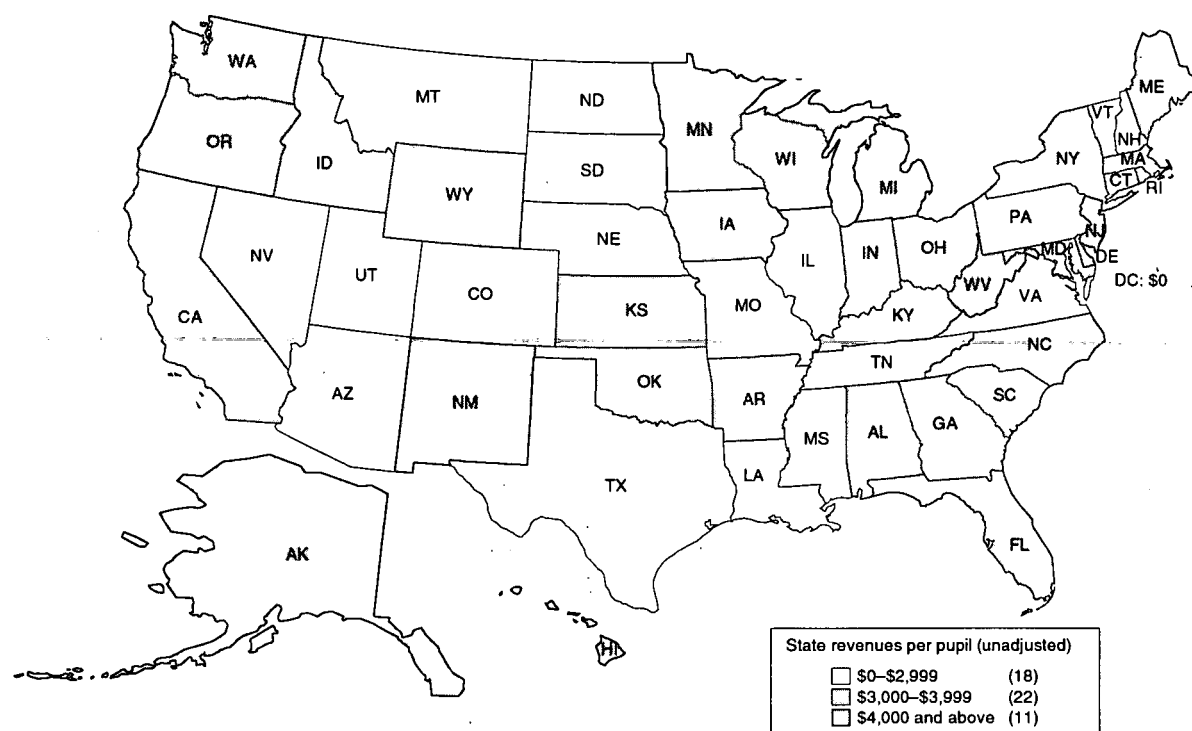 WA
MT
ND
MN
ME
VT
NH
OR
ID
SD
WI
NY
MA
MI
CT
RI
WY
IA
PA
NE
NJ
NV
UT
IL
IN
OH
MD
DE
CO
WV
DC: $0
CA
KS
MO
KY
VA
NC
TN
AZ
NM
OK
AR
SC
MS
AL
GA
LA
TX
FL
AK
HI
State revenues per pupil (unadjusted)
$0–$2,999 (18)
$3,000–$3,999 (22)
$4,000 and above (11)